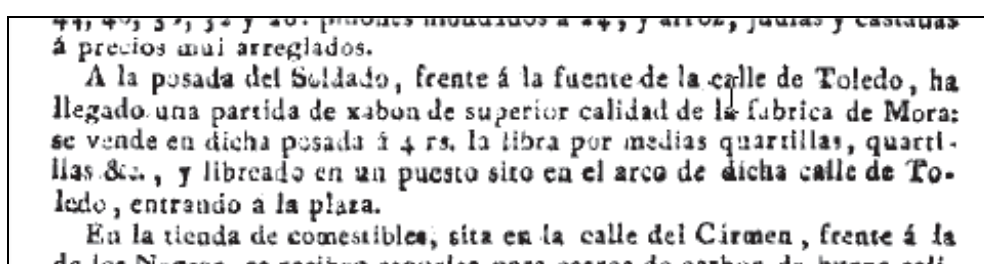 á precios mui arreglados.
A la posada del Soldado, frente á la fuente de la calle de Toledo, ha
llegado una partida de xabon de superior calidad de la fabrica de Mora:
se vende en dicha posada á 4 rs. la libra por medias quartillas, quarti-
llas &c., y libreado en un puesto sito en el arco de dicha calle de To-
ledo, entrando á la plaza.
En la tienda de comestibles, sita en la calle del Cármen, frente á la